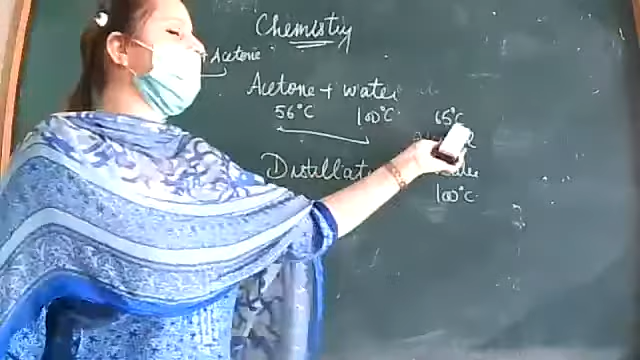 Chemistry
+ Acetone
Acetone + water
56°C 100°C 65°C
Distillat
100°C